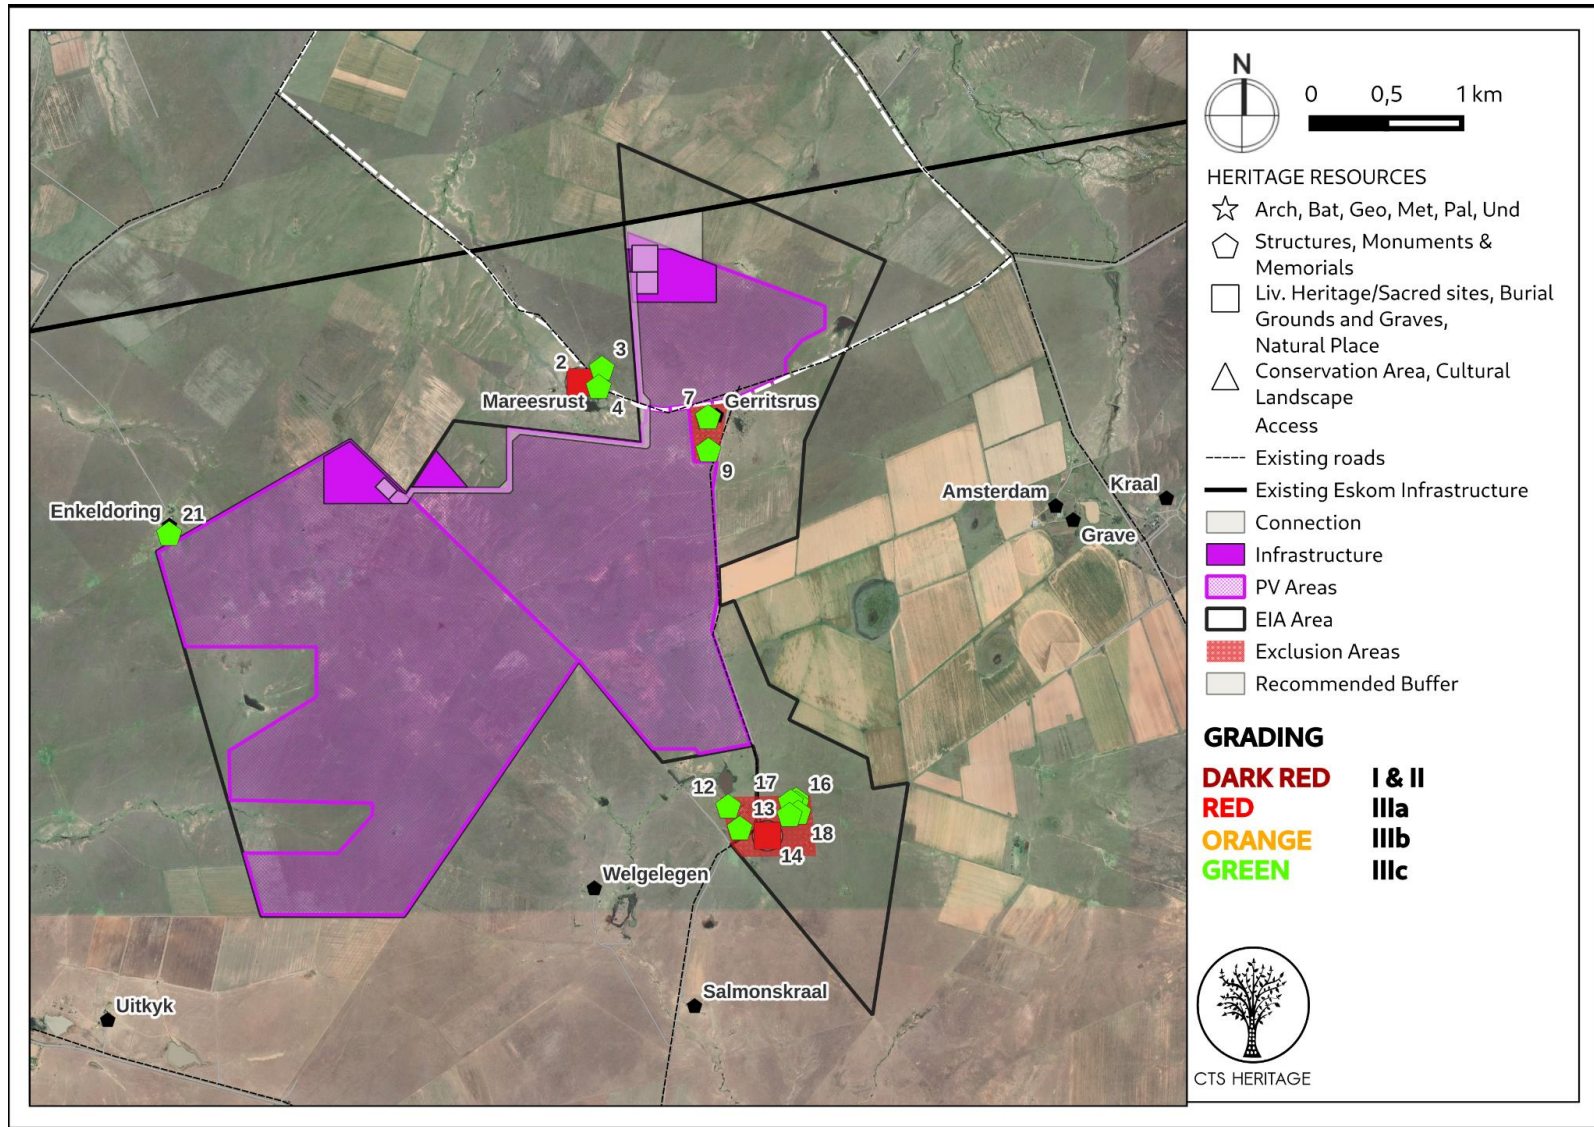 3
2
Mareesrust
4
7
Gerritsrus
9
Enkeldoring
21
Amsterdam
Kraal
Grave
12
17
16
13
18
14
Welgelegen
Salmonskraal
Uitkyk
N
0 0,5 1 km
HERITAGE RESOURCES
Arch, Bat, Geo, Met, Pal, Und
Structures, Monuments &
Memorials
Liv. Heritage/Sacred sites, Burial
Grounds and Graves,
Natural Place
Conservation Area, Cultural
Landscape
Access
Existing roads
Existing Eskom Infrastructure
Connection
Infrastructure
PV Areas
EIA Area
Exclusion Areas
Recommended Buffer
GRADING
DARK RED I & II
RED IIIa
ORANGE IIIb
GREEN IIIc
CTS HERITAGE